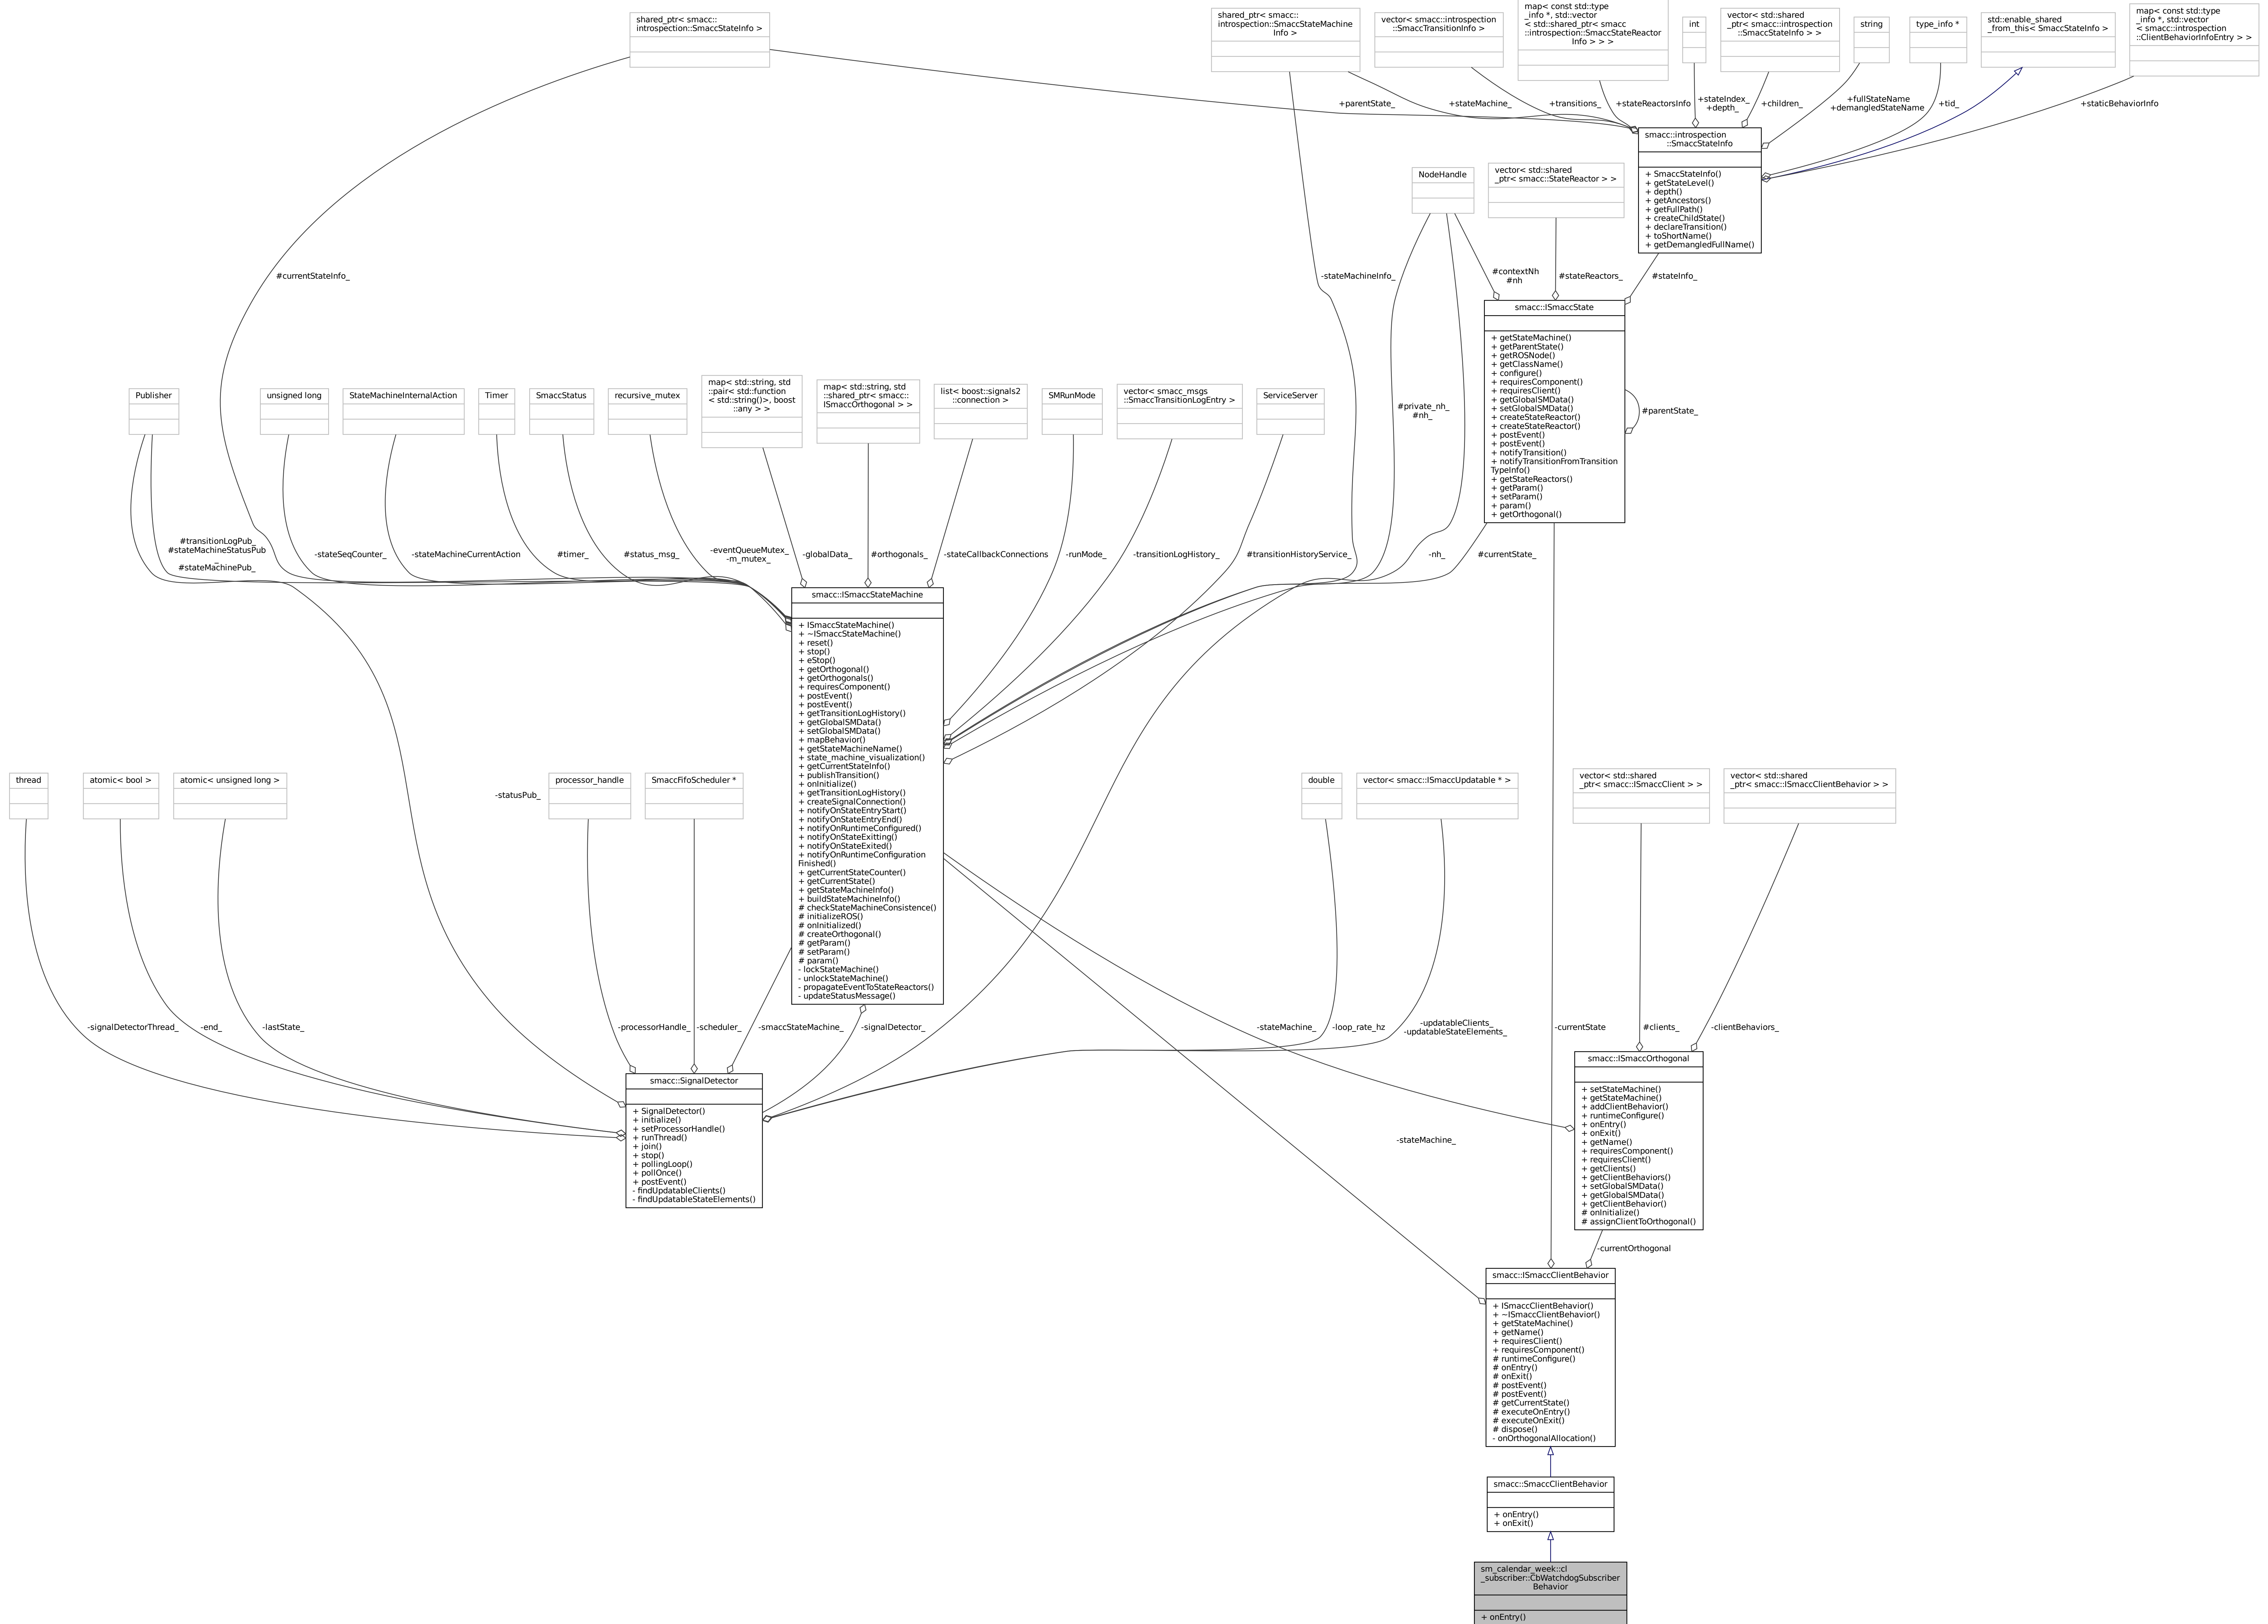 shared_ptr< smacc::
introspection::SmaccStateInfo >
shared_ptr< smacc::
introspection::SmaccStateMachine
Info >
vector< smacc::introspection
::SmaccTransitionInfo >
map< const std::type
_info *, std::vector
< std::shared_ptr< smacc
::introspection::SmaccStateReactor
Info > > >
int
vector< std::shared
_ptr< smacc::introspection
::SmaccStateInfo > >
string
type_info *
std::enable_shared
_from_this< SmaccStateInfo >
map< const std::type
_info *, std::vector
< smacc::introspection
::ClientBehaviorInfoEntry > >
+parentState_
+stateMachine_
+transitions_
+stateReactorsInfo
+stateIndex_
+depth_
+children_
+fullStateName
+demangledStateName
+tid_
+staticBehaviorInfo
smacc::introspection
::SmaccStateInfo
+ SmaccStateInfo()
+ getStateLevel()
+ depth()
+ getAncestors()
+ getFullPath()
+ createChildState()
+ declareTransition()
+ toShortName()
+ getDemangledFullName()
NodeHandle
vector< std::shared
_ptr< smacc::StateReactor > >
#currentStateInfo_
-stateMachineInfo_
#contextNh
#nh
#stateReactors_
#stateInfo_
smacc::ISmaccState
+ getStateMachine()
+ getParentState()
+ getROSNode()
+ getClassName()
+ configure()
+ requiresComponent()
+ requiresClient()
+ getGlobalSMData()
+ setGlobalSMData()
+ createStateReactor()
+ createStateReactor()
+ postEvent()
+ postEvent()
+ notifyTransition()
+ notifyTransitionFromTransition
TypeInfo()
+ getStateReactors()
+ getParam()
+ setParam()
+ param()
+ getOrthogonal()
#parentState_
Publisher
unsigned long
StateMachineInternalAction
Timer
SmaccStatus
recursive_mutex
map< std::string, std
::pair< std::function
< std::string()>, boost
::any > >
map< std::string, std
::shared_ptr< smacc::
ISmaccOrthogonal > >
list< boost::signals2
::connection >
SMRunMode
vector< smacc_msgs
::SmaccTransitionLogEntry >
ServiceServer
#private_nh_
#nh_
#transitionLogPub_
#stateMachineStatusPub
_
#stateMachinePub_
-stateSeqCounter_
-stateMachineCurrentAction
#timer_
#status_msg_
-eventQueueMutex_
-m_mutex_
-globalData_
#orthogonals_
-stateCallbackConnections
-runMode_
-transitionLogHistory_
#transitionHistoryService_
-nh_
#currentState_
smacc::ISmaccStateMachine
+ ISmaccStateMachine()
+ ~ISmaccStateMachine()
+ reset()
+ stop()
+ eStop()
+ getOrthogonal()
+ getOrthogonals()
+ requiresComponent()
+ postEvent()
+ postEvent()
+ getTransitionLogHistory()
+ getGlobalSMData()
+ setGlobalSMData()
+ mapBehavior()
+ getStateMachineName()
+ state_machine_visualization()
+ getCurrentStateInfo()
+ publishTransition()
+ onInitialize()
+ getTransitionLogHistory()
+ createSignalConnection()
+ notifyOnStateEntryStart()
+ notifyOnStateEntryEnd()
+ notifyOnRuntimeConfigured()
+ notifyOnStateExitting()
+ notifyOnStateExited()
+ notifyOnRuntimeConfiguration
Finished()
+ getCurrentStateCounter()
+ getCurrentState()
+ getStateMachineInfo()
+ buildStateMachineInfo()
# checkStateMachineConsistence()
# initializeROS()
# onInitialized()
# createOrthogonal()
# getParam()
# setParam()
# param()
- lockStateMachine()
- unlockStateMachine()
- propagateEventToStateReactors()
- updateStatusMessage()
thread
atomic< bool >
atomic< unsigned long >
-statusPub_
processor_handle
SmaccFifoScheduler *
double
vector< smacc::ISmaccUpdatable * >
vector< std::shared
_ptr< smacc::ISmaccClient > >
vector< std::shared
_ptr< smacc::ISmaccClientBehavior > >
-signalDetectorThread_
-end_
-lastState_
-processorHandle_
-scheduler_
-smaccStateMachine_
-signalDetector_
-stateMachine_
-loop_rate_hz
-updatableClients_
-updatableStateElements_
-currentState
#clients_
-clientBehaviors_
smacc::SignalDetector
+ SignalDetector()
+ initialize()
+ setProcessorHandle()
+ runThread()
+ join()
+ stop()
+ pollingLoop()
+ pollOnce()
+ postEvent()
- findUpdatableClients()
- findUpdatableStateElements()
smacc::ISmaccOrthogonal
+ setStateMachine()
+ getStateMachine()
+ addClientBehavior()
+ runtimeConfigure()
+ onEntry()
+ onExit()
+ getName()
+ requiresComponent()
+ requiresClient()
+ getClients()
+ getClientBehaviors()
+ setGlobalSMData()
+ getGlobalSMData()
+ getClientBehavior()
# onInitialize()
# assignClientToOrthogonal()
-stateMachine_
-currentOrthogonal
smacc::ISmaccClientBehavior
+ ISmaccClientBehavior()
+ ~ISmaccClientBehavior()
+ getStateMachine()
+ getName()
+ requiresClient()
+ requiresComponent()
# runtimeConfigure()
# onEntry()
# onExit()
# postEvent()
# postEvent()
# getCurrentState()
# executeOnEntry()
# executeOnExit()
# dispose()
- onOrthogonalAllocation()
smacc::SmaccClientBehavior
+ onEntry()
+ onExit()
sm_calendar_week::cl
_subscriber::CbWatchdogSubscriber
Behavior
+ onEntry()